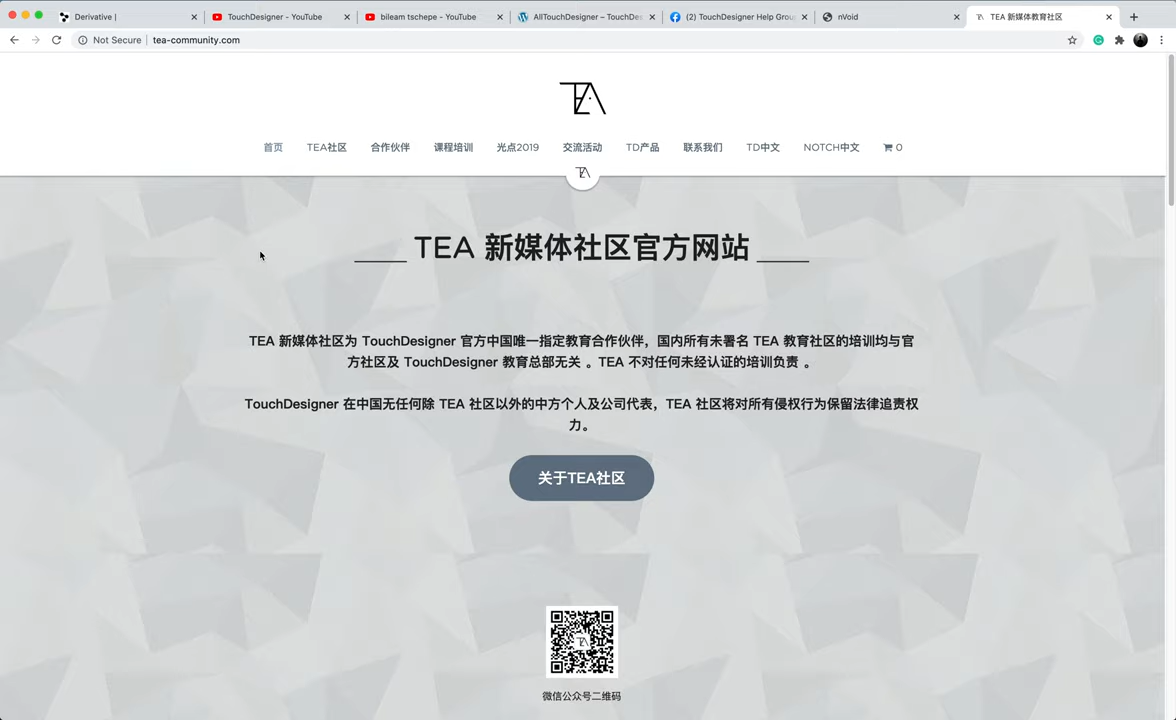 Derivative |
TouchDesigner - YouTube
bileam tschepe - YouTube
AllTouchDesigner – TouchDes
(2) TouchDesigner Help Group
nVoid
TEA 新媒体教育社区
Not Secure
tea-community.com
TEA
首页
TEA社区
合作伙伴
课程培训
光点2019
交流活动
TD产品
联系我们
TD中文
NOTCH中文
0
TEA
TEA 新媒体社区官方网站
TEA 新媒体社区为 TouchDesigner 官方中国唯一指定教育合作伙伴，国内所有未署名 TEA 教育社区的培训均与官
方社区及 TouchDesigner 教育总部无关 。TEA 不对任何未经认证的培训负责 。
TouchDesigner 在中国无任何除 TEA 社区以外的中方个人及公司代表，TEA 社区将对所有侵权行为保留法律追责权
力。
关于TEA社区
TEA
微信公众号二维码